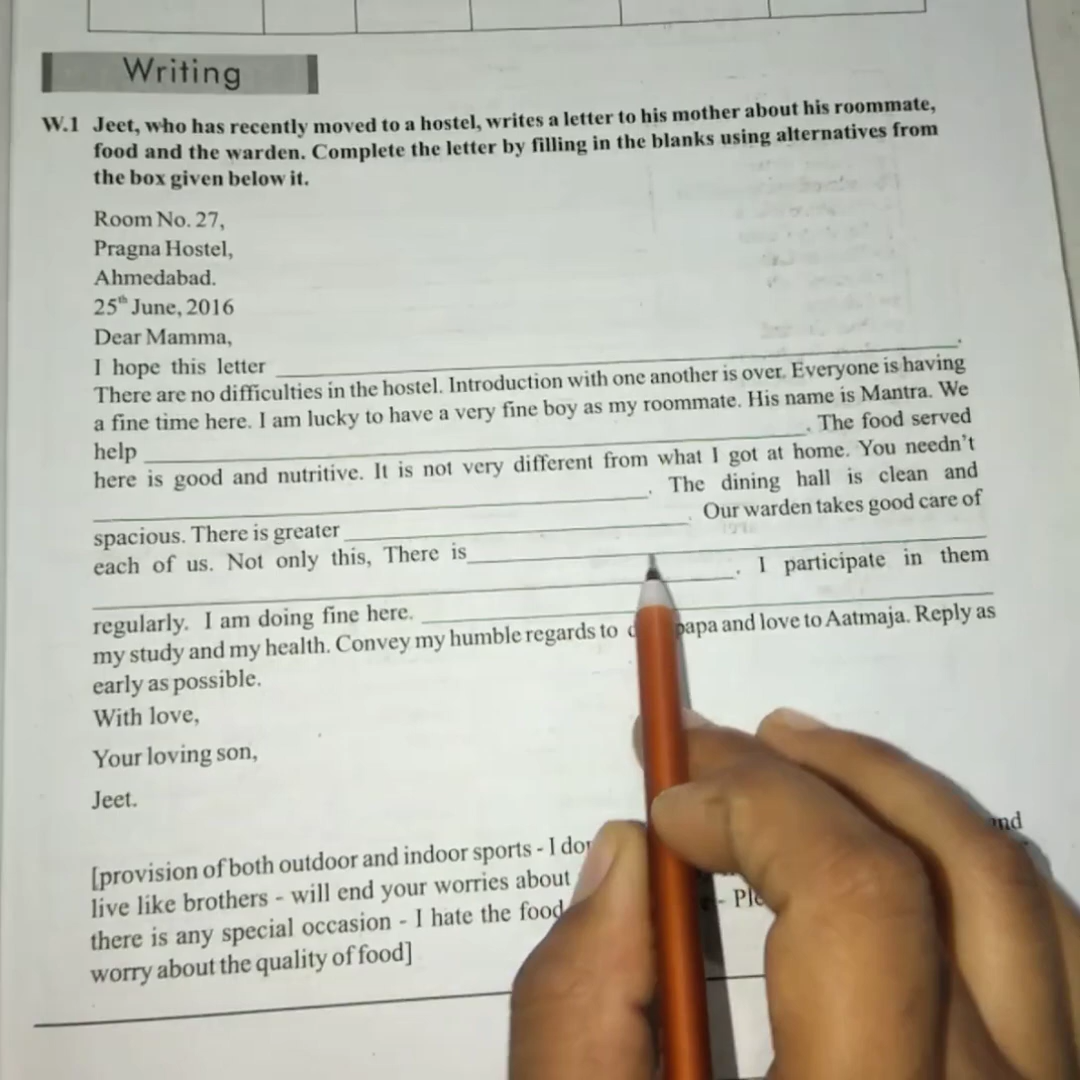 Writing
W.1 Jeet, who has recently moved to a hostel, writes a letter to his mother about his roommate,
food and the warden. Complete the letter by filling in the blanks using alternatives from
the box given below it.
Room No. 27,
Pragna Hostel,
Ahmedabad.
25th June, 2016
Dear Mamma,
I hope this letter ______.
There are no difficulties in the hostel. Introduction with one another is over. Everyone is having
a fine time here. I am lucky to have a very fine boy as my roommate. His name is Mantra. We
help ______. The food served
here is good and nutritive. It is not very different from what I got at home. You needn't
______. The dining hall is clean and
spacious. There is greater ______. Our warden takes good care of
each of us. Not only this, There is ______
______. I participate in them
regularly. I am doing fine here. ______
my study and my health. Convey my humble regards to papa and love to Aatmaja. Reply as
early as possible.
With love,
Your loving son,
Jeet.
[provision of both outdoor and indoor sports - I
live like brothers - will end your worries about
there is any special occasion - I hate the food
worry about the quality of food]